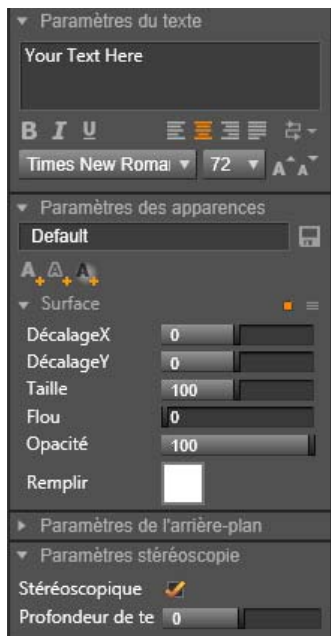 Paramètres du texte
Your Text Here
B I U
Times New Romai 72 A A
Paramètres des apparences
Default
A A A
Surface
DécalageX 0
DécalageY 0
Taille 100
Flou 0
Opacité 100
Remplir
Paramètres de l'arrière-plan
Paramètres stéréoscopie
Stéréoscopique
Profondeur de te 0